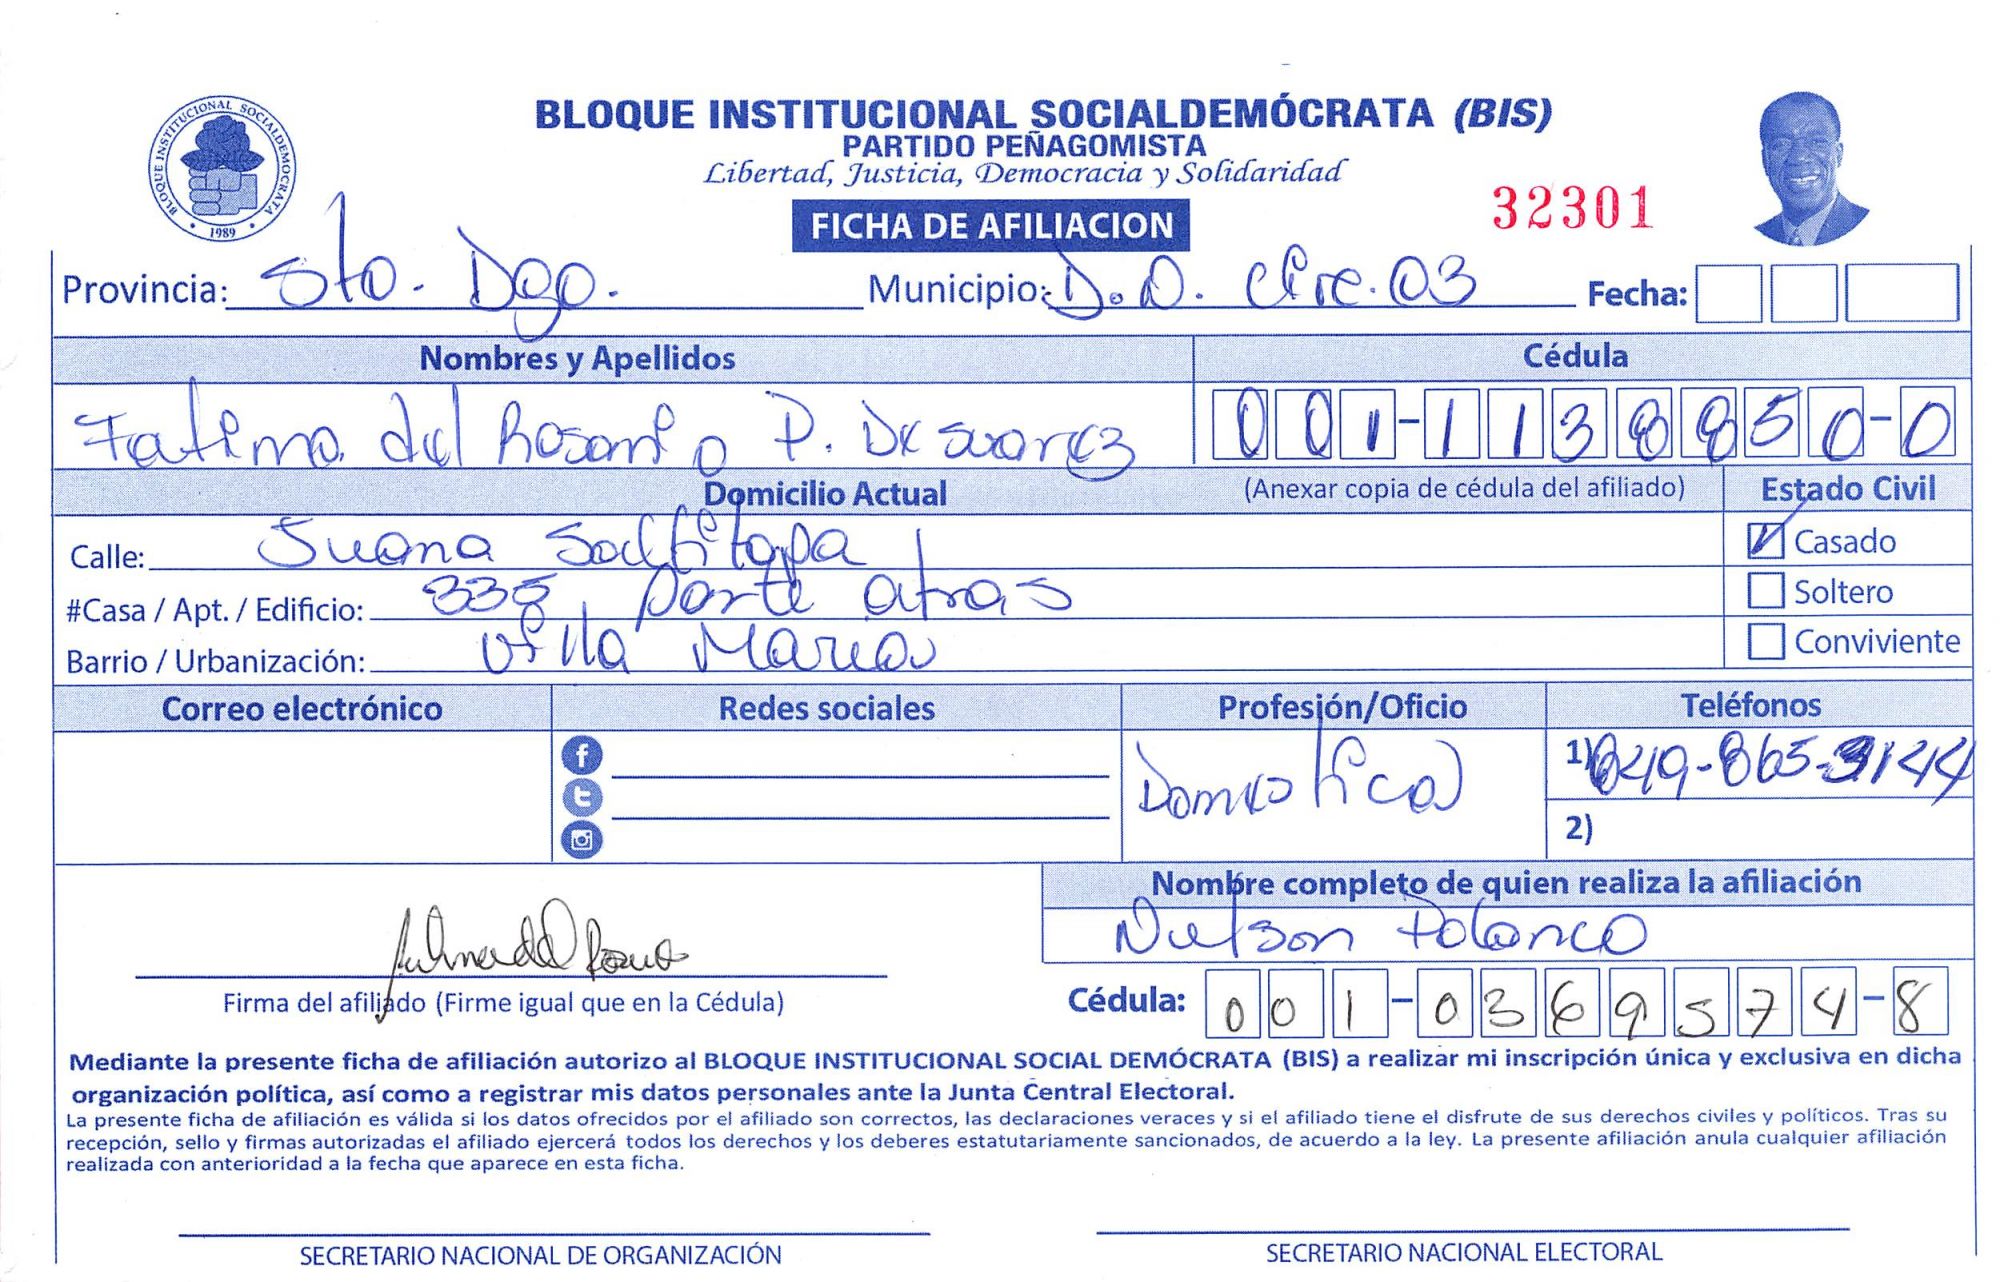 BLOQUE INSTITUCIONAL SOCIALDEMOCRATA
1989
BLOQUE INSTITUCIONAL SOCIALDEMÓCRATA (BIS)
PARTIDO PEÑAGOMISTA
Libertad, Justicia, Democracia y Solidaridad
FICHA DE AFILIACION
32301
Provincia: Sto. Dgo. Municipio: D.D. Circ. 03 Fecha:
Nombres y Apellidos Cédula
Fatima del Rosario P. De Suarez 001-1138850-0
Domicilio Actual (Anexar copia de cédula del afiliado) Estado Civil
Calle: Juana Saltitopa Casado
#Casa / Apt. / Edificio: 335 parte atras Soltero
Barrio / Urbanización: Villa Maria Conviviente
Correo electrónico Redes sociales Profesión/Oficio Teléfonos
Domestica 1) 849-865-3144
2)
Nombre completo de quien realiza la afiliación
Nelson Polanco
Firma del afiliado (Firme igual que en la Cédula) Cédula: 001-0369574-8
Mediante la presente ficha de afiliación autorizo al BLOQUE INSTITUCIONAL SOCIAL DEMÓCRATA (BIS) a realizar mi inscripción única y exclusiva en dicha
organización política, así como a registrar mis datos personales ante la Junta Central Electoral.
La presente ficha de afiliación es válida si los datos ofrecidos por el afiliado son correctos, las declaraciones veraces y si el afiliado tiene el disfrute de sus derechos civiles y políticos. Tras su
recepción, sello y firmas autorizadas el afiliado ejercerá todos los derechos y los deberes estatutariamente sancionados, de acuerdo a la ley. La presente afiliación anula cualquier afiliación
realizada con anterioridad a la fecha que aparece en esta ficha.
SECRETARIO NACIONAL DE ORGANIZACIÓN SECRETARIO NACIONAL ELECTORAL